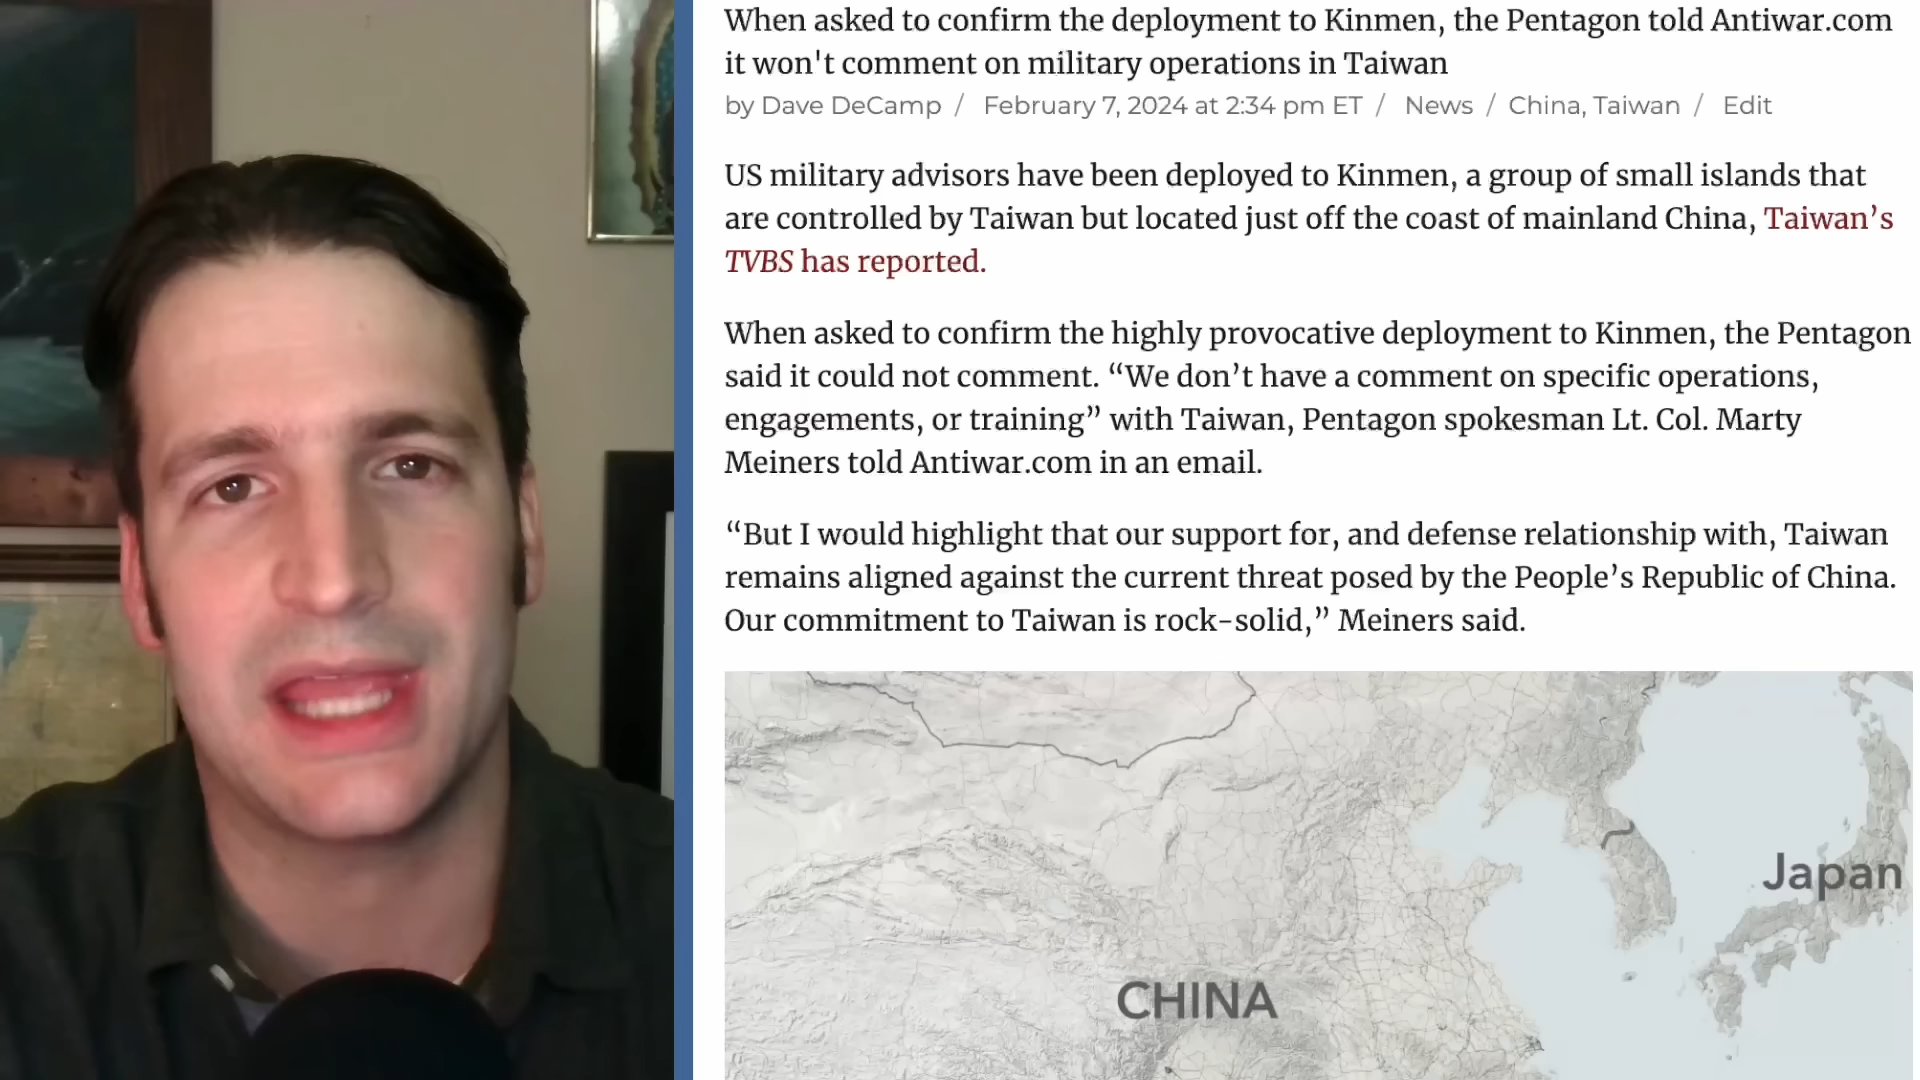 When asked to confirm the deployment to Kinmen, the Pentagon told Antiwar.com
it won't comment on military operations in Taiwan
by Dave DeCamp / February 7, 2024 at 2:34 pm ET / News / China, Taiwan / Edit
US military advisors have been deployed to Kinmen, a group of small islands that
are controlled by Taiwan but located just off the coast of mainland China, Taiwan’s
TVBS has reported.
When asked to confirm the highly provocative deployment to Kinmen, the Pentagon
said it could not comment. “We don’t have a comment on specific operations,
engagements, or training” with Taiwan, Pentagon spokesman Lt. Col. Marty
Meiners told Antiwar.com in an email.
“But I would highlight that our support for, and defense relationship with, Taiwan
remains aligned against the current threat posed by the People’s Republic of China.
Our commitment to Taiwan is rock-solid,” Meiners said.
Japan
CHINA